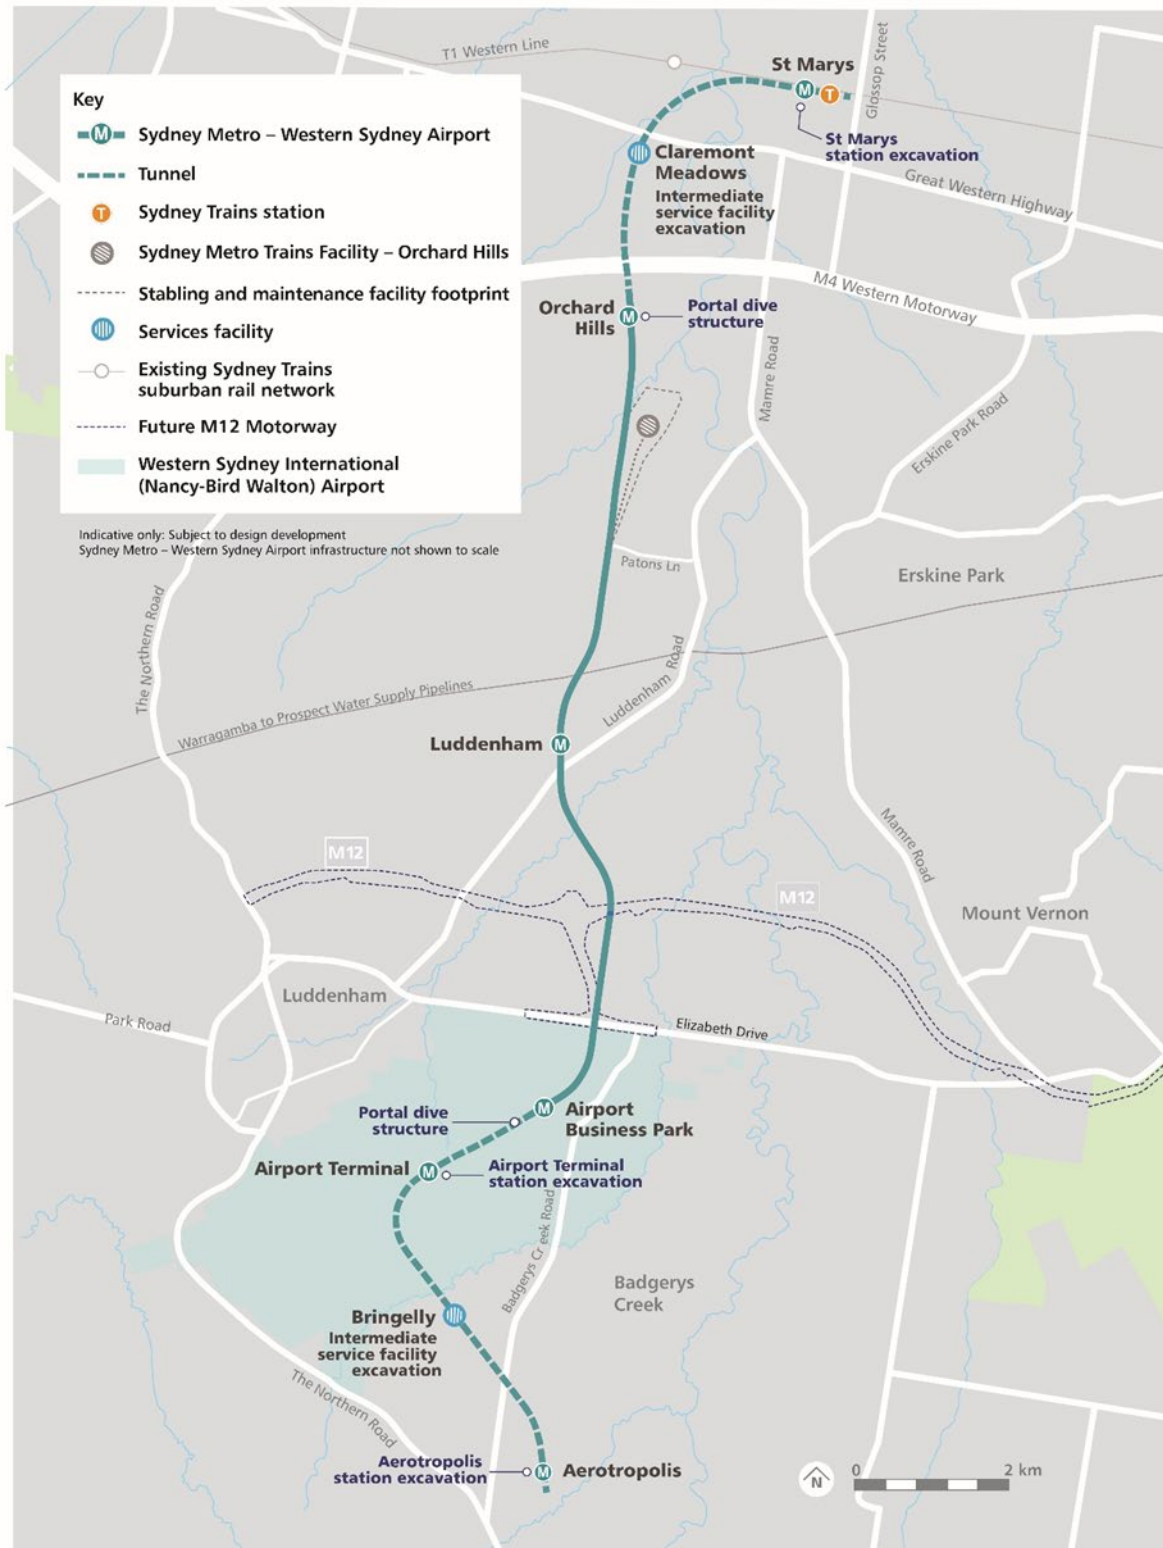 T1 Western Line
St Marys
Glossop Street
M
T
Key
M
Sydney Metro – Western Sydney Airport
Tunnel
T
Sydney Trains station
Sydney Metro Trains Facility – Orchard Hills
Stabling and maintenance facility footprint
Services facility
Existing Sydney Trains
suburban rail network
Future M12 Motorway
Western Sydney International
(Nancy-Bird Walton) Airport
Indicative only: Subject to design development
Sydney Metro – Western Sydney Airport infrastructure not shown to scale
St Marys
station excavation
Claremont
Meadows
Intermediate
service facility
excavation
Great Western Highway
M4 Western Motorway
Orchard
Hills
M
Portal dive
structure
Mamre Road
Erskine Park Road
Patons Ln
Erskine Park
The Northern Road
Warragamba to Prospect Water Supply Pipelines
Luddenham Road
Luddenham
M
Mamre Road
M12
M12
Mount Vernon
Luddenham
Park Road
Elizabeth Drive
Portal dive
structure
M
Airport
Business Park
Airport Terminal
M
Airport Terminal
station excavation
Badgerys Creek Road
Badgerys
Creek
Bringelly
Intermediate
service facility
excavation
The Northern Road
Aerotropolis
station excavation
M
Aerotropolis
N
0
2 km